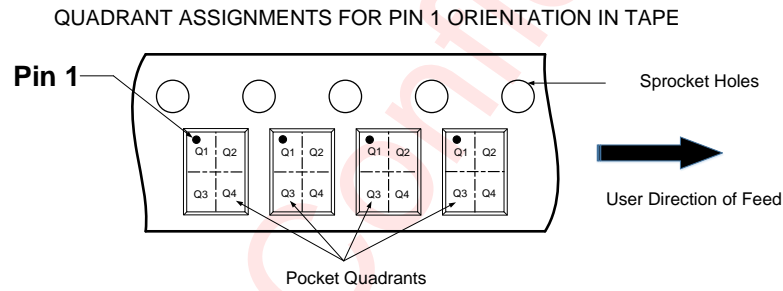 QUADRANT ASSIGNMENTS FOR PIN 1 ORIENTATION IN TAPE
Pin 1
Sprocket Holes
Q1 Q2 Q1 Q2 Q1 Q2 Q1 Q2
Q3 Q4 Q3 Q4 Q3 Q4 Q3 Q4
User Direction of Feed
Pocket Quadrants